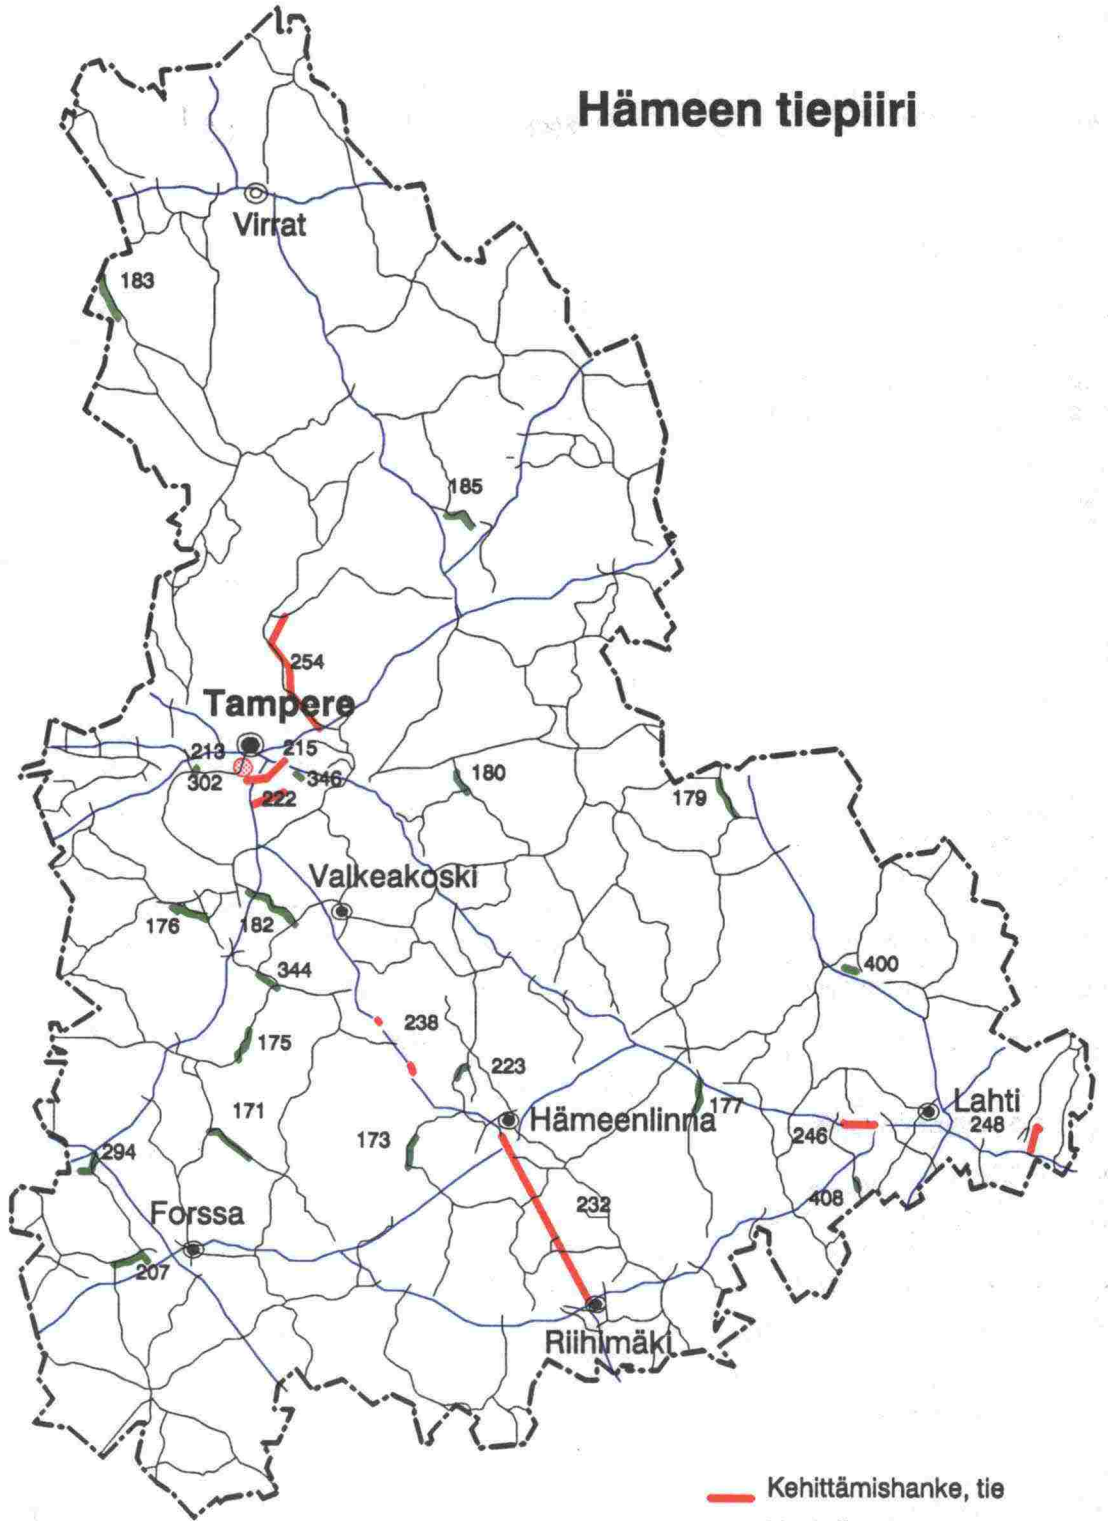 Hämeen tiepiiri
Virrat
183
185
254
Tampere
213
215
302
346
222
180
179
Valkeakoski
176
182
344
400
238
175
223
171
Hämeenlinna
177
Lahti
246
248
173
294
408
232
Forssa
207
Riihimäki
Kehittämishanke, tie